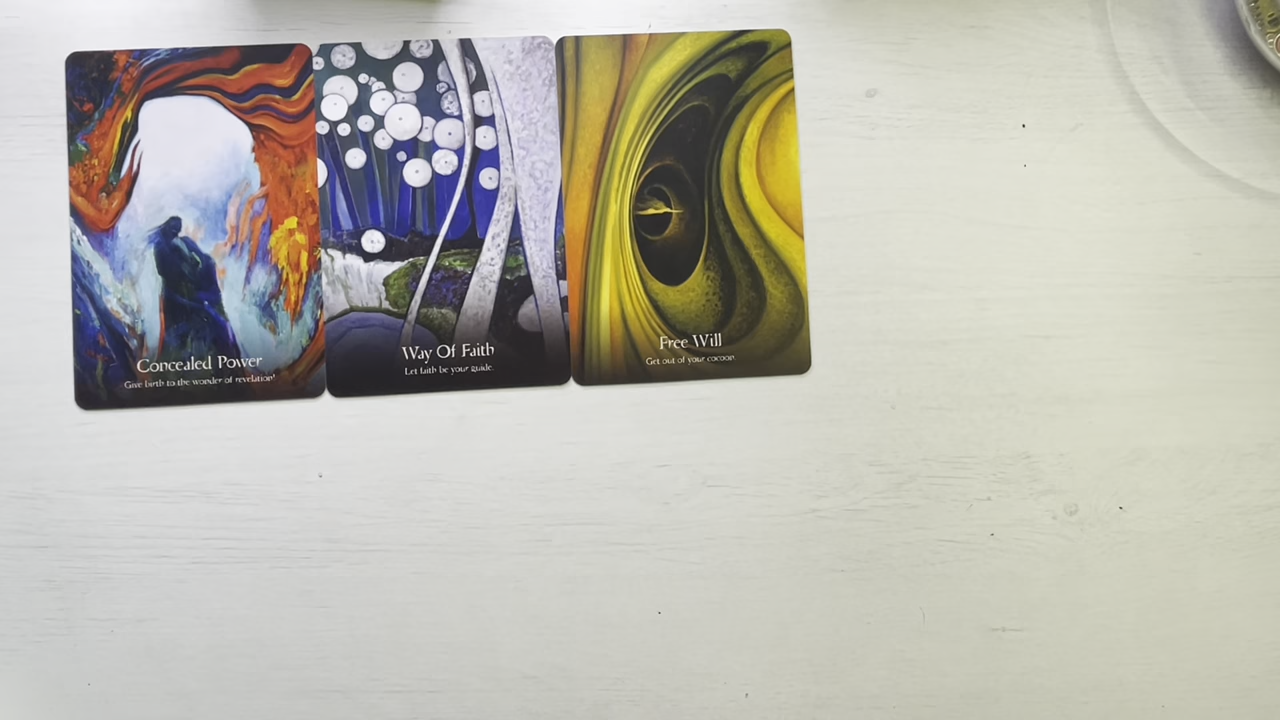 Concealed Power
Give birth to the wonder of revelation!
Way Of Faith
Let faith be your guide.
Free Will
Get out of your cocoon.